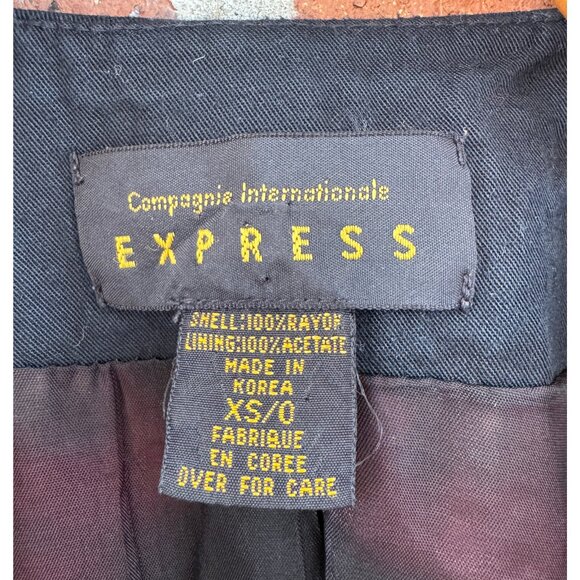 Compagnie Internationale
EXPRESS
SHELL:100%RAYON
LINING:100%ACETATE
MADE IN
KOREA
XS/0
FABRIQUE
EN COREE
OVER FOR CARE